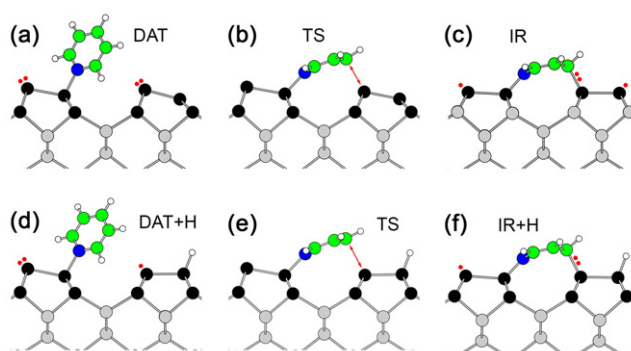 (a) DAT
(b) TS
(c) IR
(d) DAT+H
(e) TS
(f) IR+H